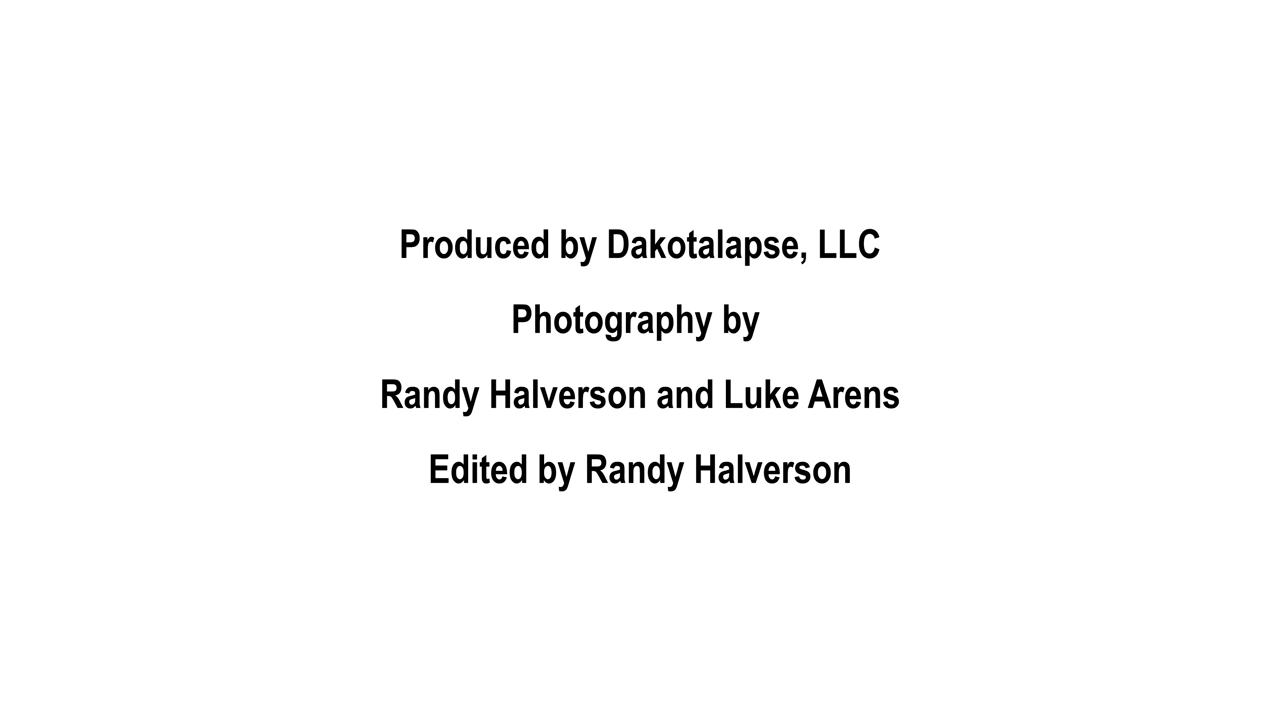 Produced by Dakotalapse, LLC
Photography by
Randy Halverson and Luke Arens
Edited by Randy Halverson